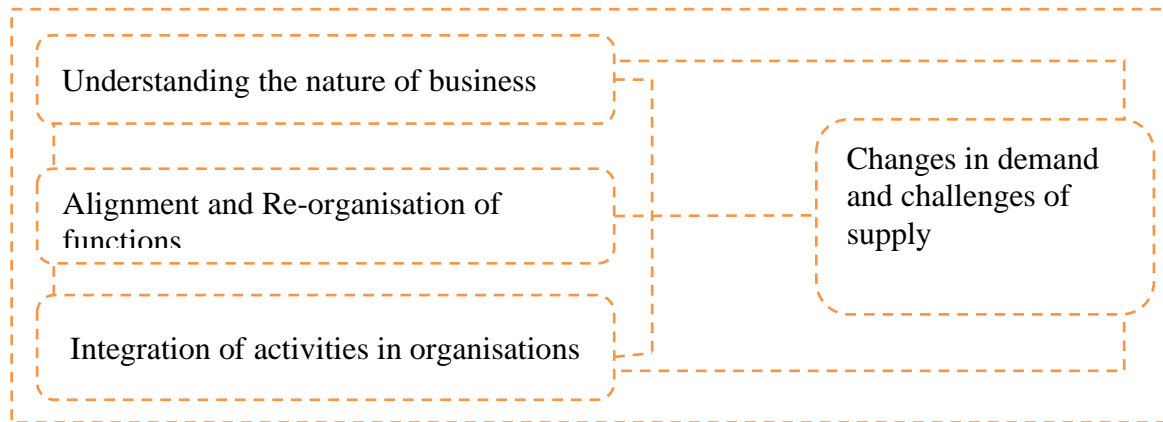 Understanding the nature of business
Alignment and Re-organisation of
functions
Integration of activities in organisations
Changes in demand
and challenges of
supply